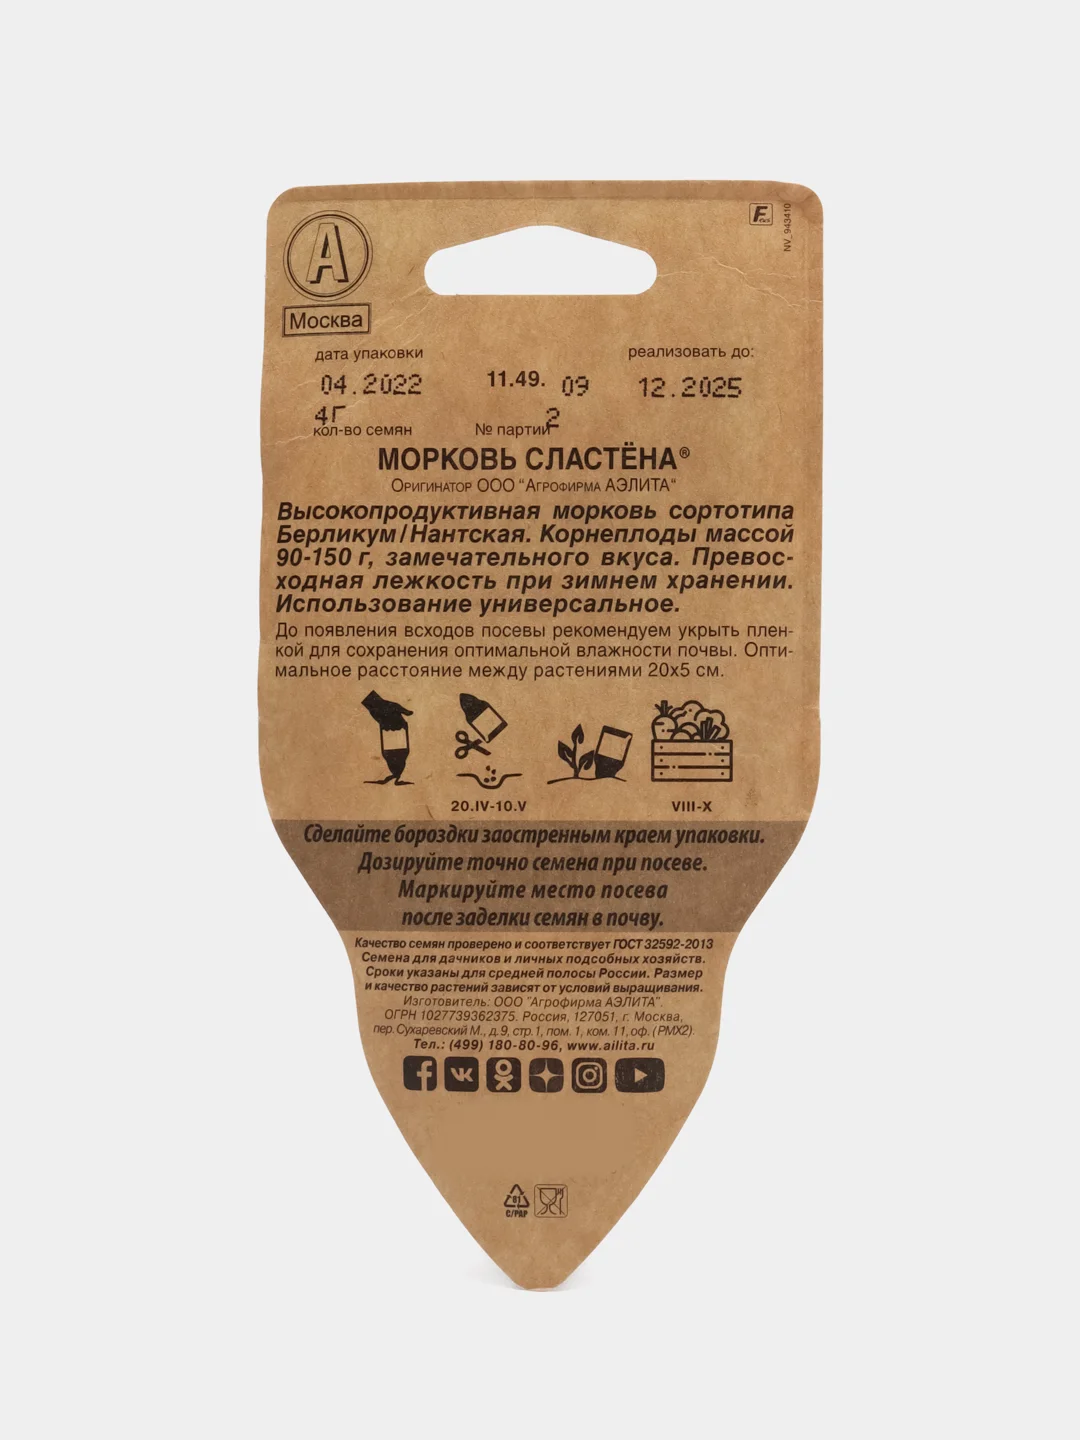 А
Москва
F
NV_943410
дата упаковки
реализовать до:
04.2022 11.49. 09 12.2025
4Г 2
кол-во семян № партии
МОРКОВЬ СЛАСТЁНА®
Оригинатор ООО "Агрофирма АЭЛИТА"
Высокопродуктивная морковь сортотипа
Берликум/Нантская. Корнеплоды массой
90-150 г, замечательного вкуса. Превос-
ходная лежкость при зимнем хранении.
Использование универсальное.
До появления всходов посевы рекомендуем укрыть плен-
кой для сохранения оптимальной влажности почвы. Опти-
мальное расстояние между растениями 20х5 см.
20.IV-10.V VIII-X
Сделайте бороздки заостренным краем упаковки.
Дозируйте точно семена при посеве.
Маркируйте место посева
после заделки семян в почву.
Качество семян проверено и соответствует ГОСТ 32592-2013
Семена для дачников и личных подсобных хозяйств.
Сроки указаны для средней полосы России. Размер
и качество растений зависят от условий выращивания.
Изготовитель: ООО "Агрофирма АЭЛИТА".
ОГРН 1027739362375. Россия, 127051, г. Москва,
пер. Сухаревский М., д. 9, стр. 1, пом. 1, ком. 11, оф. (РМХ2).
Тел.: (499) 180-80-96, www.ailita.ru
81
C/PAP